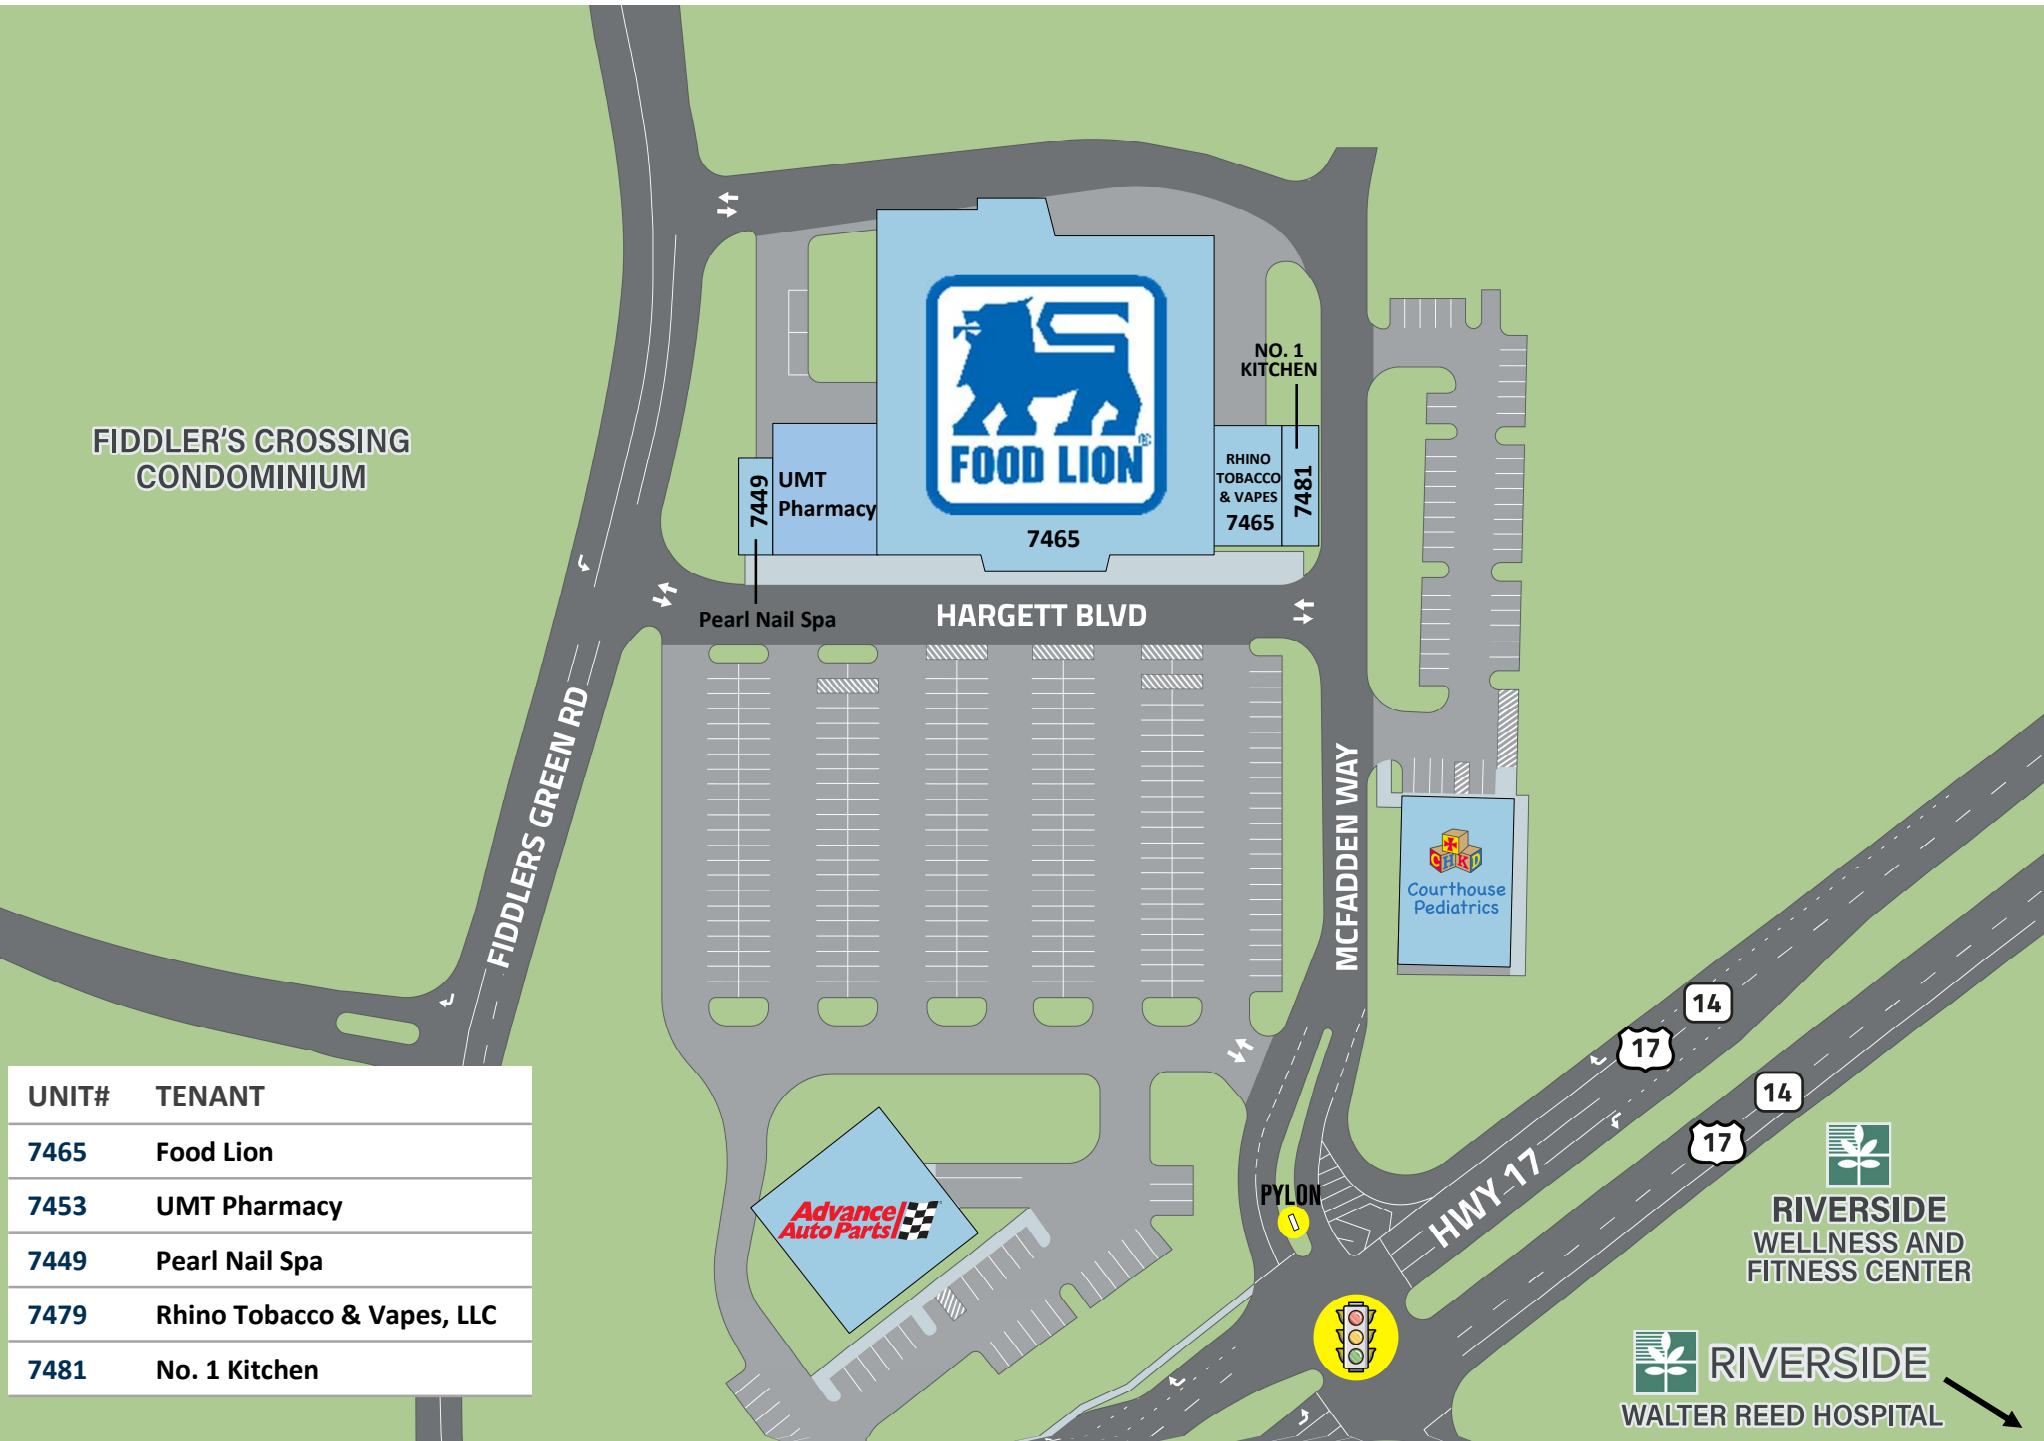 FIDDLER'S CROSSING
CONDOMINIUM
FOOD LION
®
7465
NO. 1
KITCHEN
7449
UMT
Pharmacy
RHINO
TOBACCO
& VAPES
7465
7481
Pearl Nail Spa
HARGETT BLVD
FIDDLERS GREEN RD
MCFADDEN WAY
CHKD
Courthouse
Pediatrics
14
17
14
17
HWY 17
PYLON
Advance
Auto Parts
RIVERSIDE
WELLNESS AND
FITNESS CENTER
RIVERSIDE
WALTER REED HOSPITAL
UNIT# TENANT
7465 Food Lion
7453 UMT Pharmacy
7449 Pearl Nail Spa
7479 Rhino Tobacco & Vapes, LLC
7481 No. 1 Kitchen